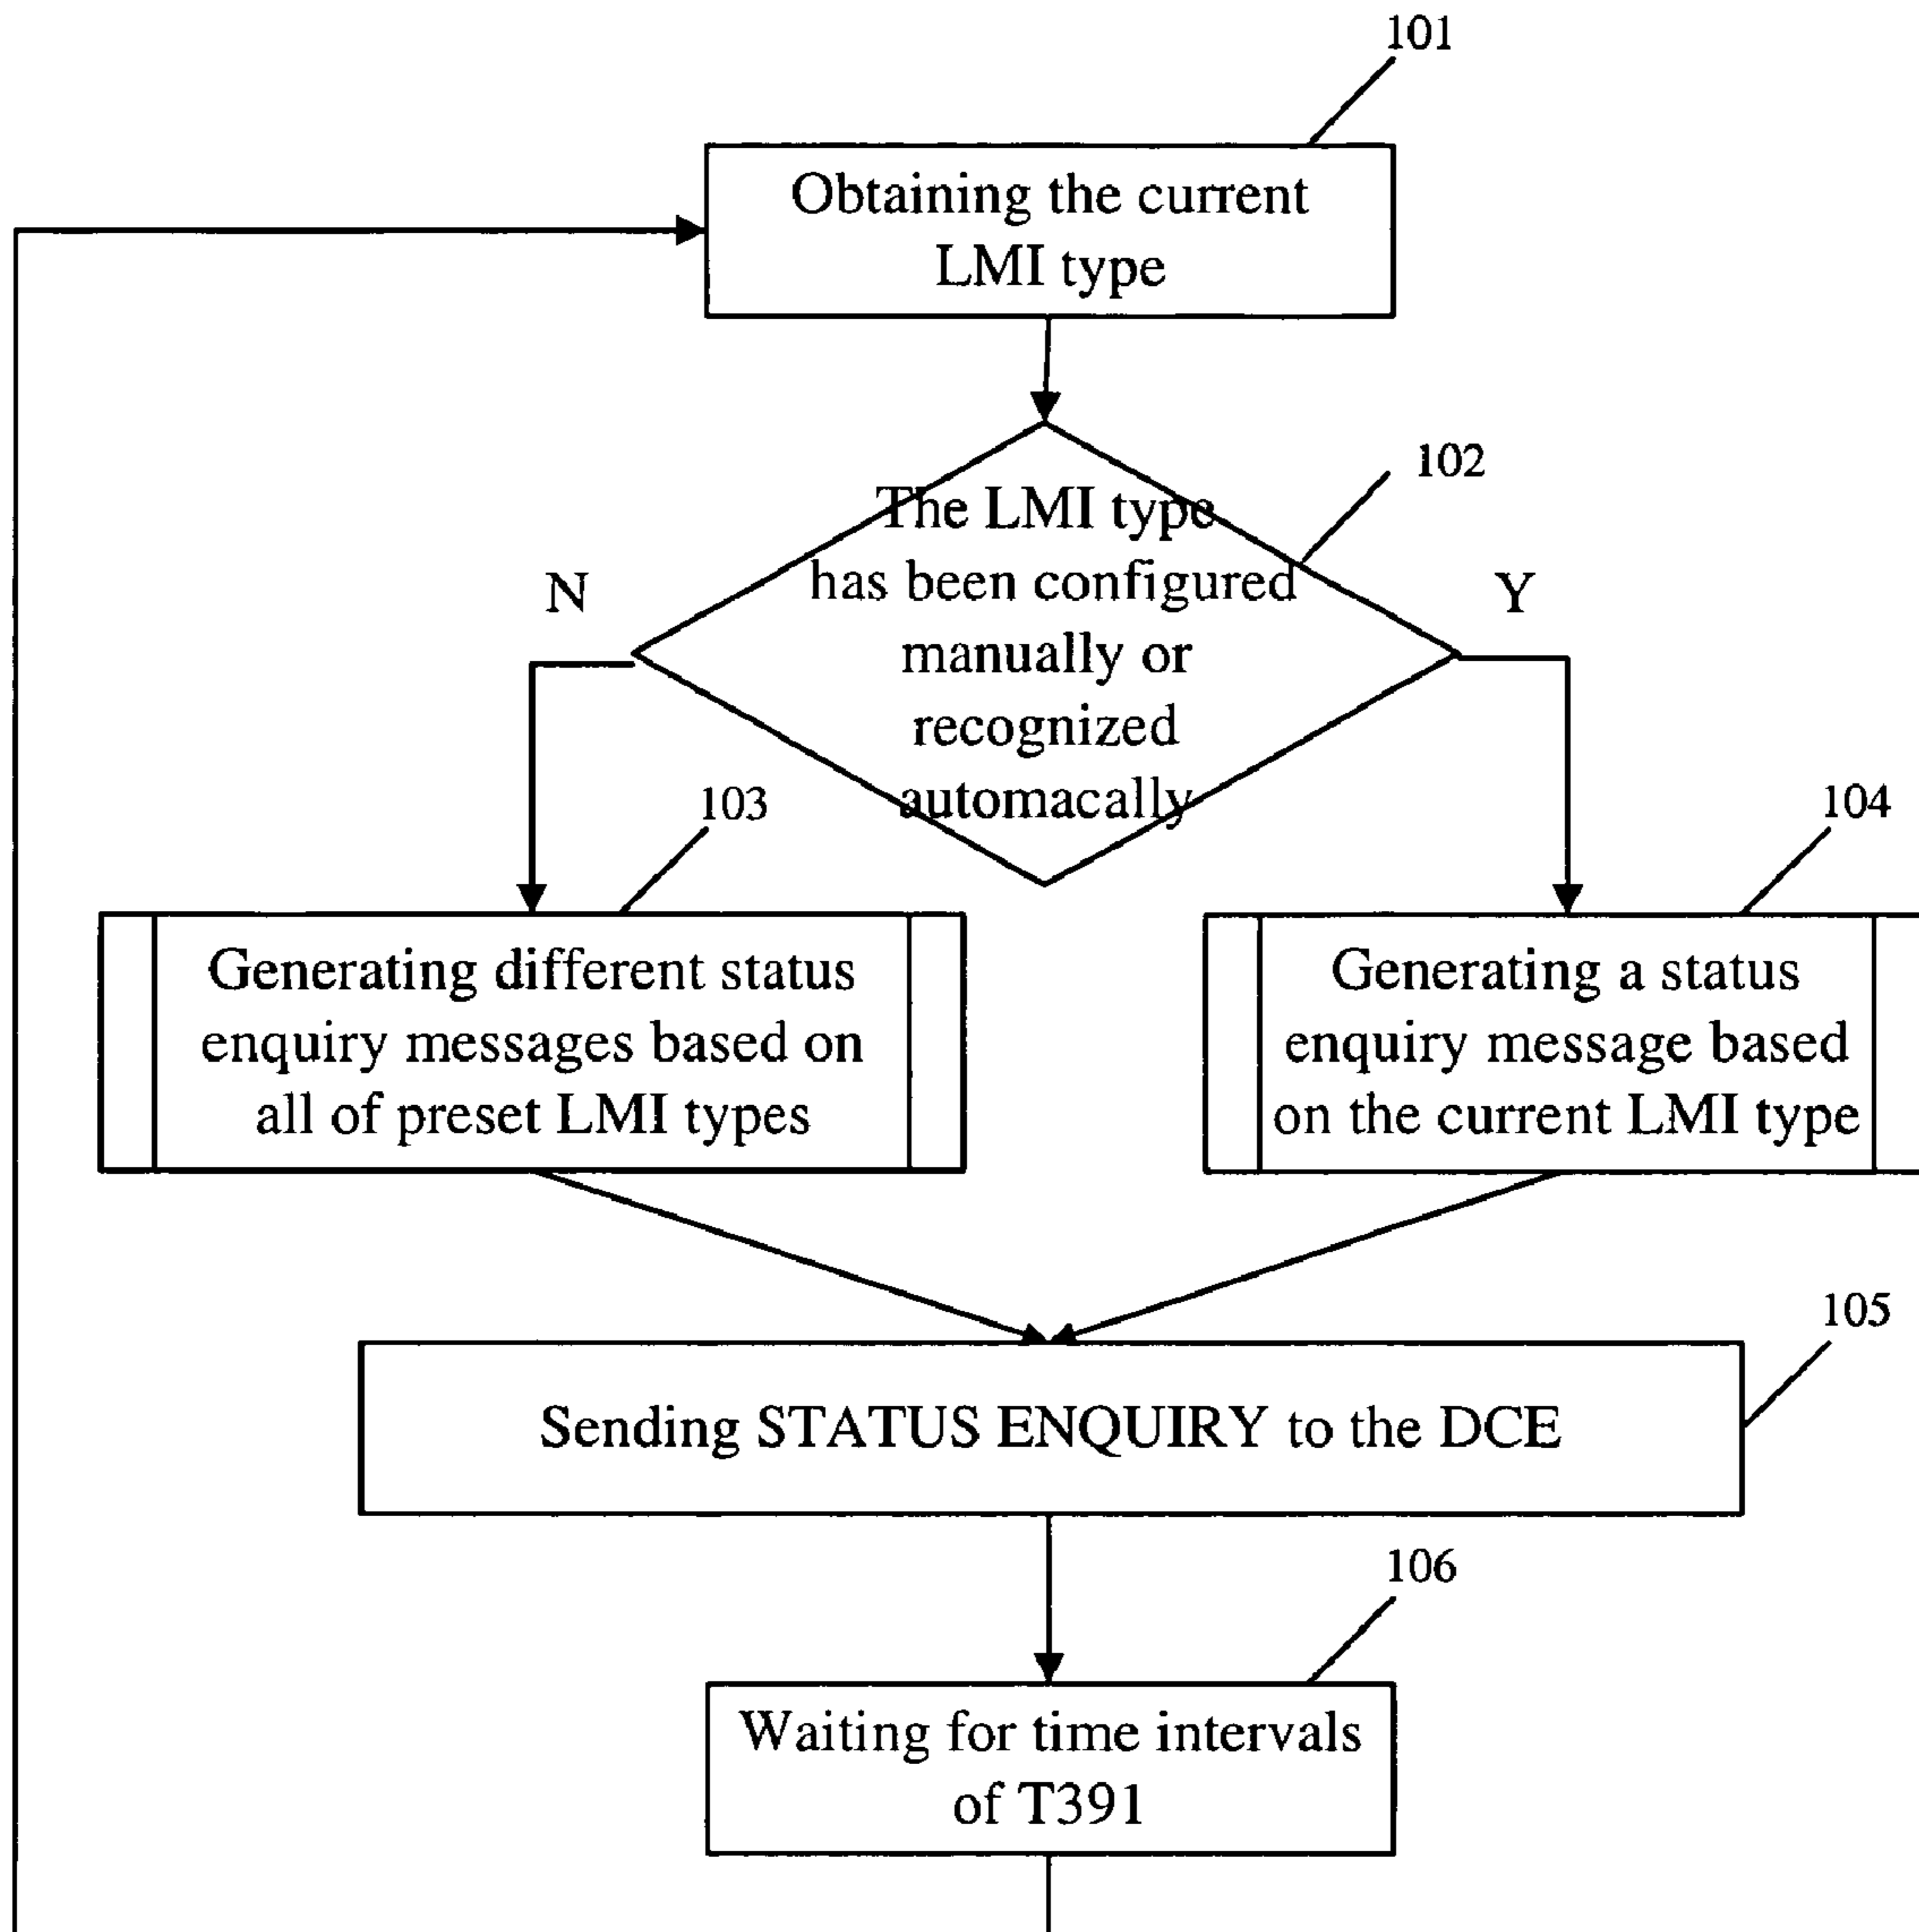 101
Obtaining the current
LMI type
102
The LMI type
has been configured
manually or
recognized
automacally
N
Y
103
Generating different status
enquiry messages based on
all of preset LMI types
104
Generating a status
enquiry message based
on the current LMI type
105
Sending STATUS ENQUIRY to the DCE
106
Waiting for time intervals
of T391